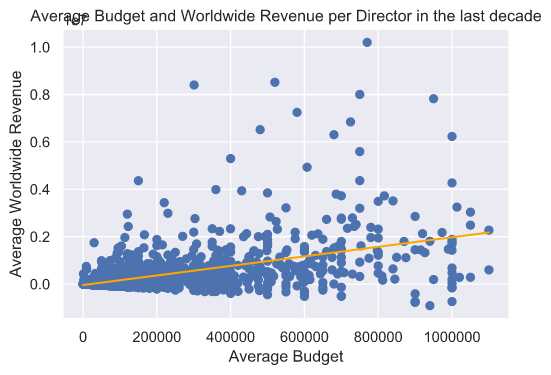 Average Budget and Worldwide Revenue per Director in the last decade
1e7
1.0
0.8
0.6
0.4
0.2
0.0
Average Worldwide Revenue
0 200000 400000 600000 800000 1000000
Average Budget